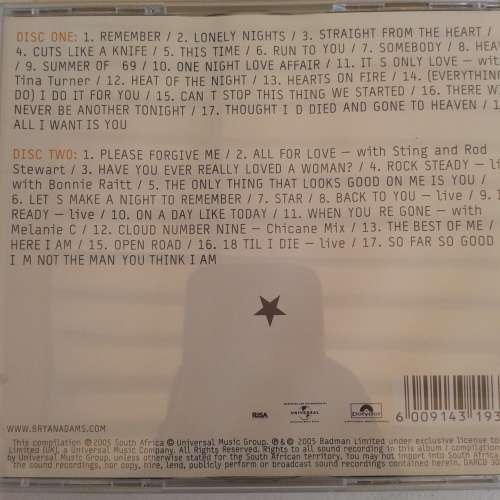 DISC ONE: 1. REMEMBER / 2. LONELY NIGHTS / 3. STRAIGHT FROM THE HEART /
4. CUTS LIKE A KNIFE / 5. THIS TIME / 6. RUN TO YOU / 7. SOMEBODY / 8. HEAV
/ 9. SUMMER OF 69 / 10. ONE NIGHT LOVE AFFAIR / 11. IT S ONLY LOVE – with
Tina Turner / 12. HEAT OF THE NIGHT / 13. HEARTS ON FIRE / 14. (EVERYTHING
DO) I DO IT FOR YOU / 15. CAN T STOP THIS THING WE STARTED / 16. THERE WI
NEVER BE ANOTHER TONIGHT / 17. THOUGHT I D DIED AND GONE TO HEAVEN /
ALL I WANT IS YOU
DISC TWO: 1. PLEASE FORGIVE ME / 2. ALL FOR LOVE – with Sting and Rod
Stewart / 3. HAVE YOU EVER REALLY LOVED A WOMAN? / 4. ROCK STEADY – li
with Bonnie Raitt / 5. THE ONLY THING THAT LOOKS GOOD ON ME IS YOU /
6. LET S MAKE A NIGHT TO REMEMBER / 7. STAR / 8. BACK TO YOU – live /
READY – live / 10. ON A DAY LIKE TODAY / 11. WHEN YOU RE GONE – with
Melanie C / 12. CLOUD NUMBER NINE – Chicane Mix / 13. THE BEST OF ME /
HERE I AM / 15. OPEN ROAD / 16. 18 TIL I DIE – live / 17. SO FAR SO GOOD
I M NOT THE MAN YOU THINK I AM
WWW.BRYANADAMS.COM
RISA
UNIVERSAL
Polydor
6 009143 193
This compilation ℗ 2005 South Africa © Universal Music Group. ℗ & © 2005 Badman Limited under exclusive license to
Limited (UK), a Universal Music Group Company. All Rights Reserved. Rights to all sound recording in this album / compilation
by Universal Music Group, unless otherwise stated for the South African Territory. You may not import into South Africa
the sound recordings, nor copy, hire, lend, publicly perform or broadcast sound recordings contained herein. DARCD 30